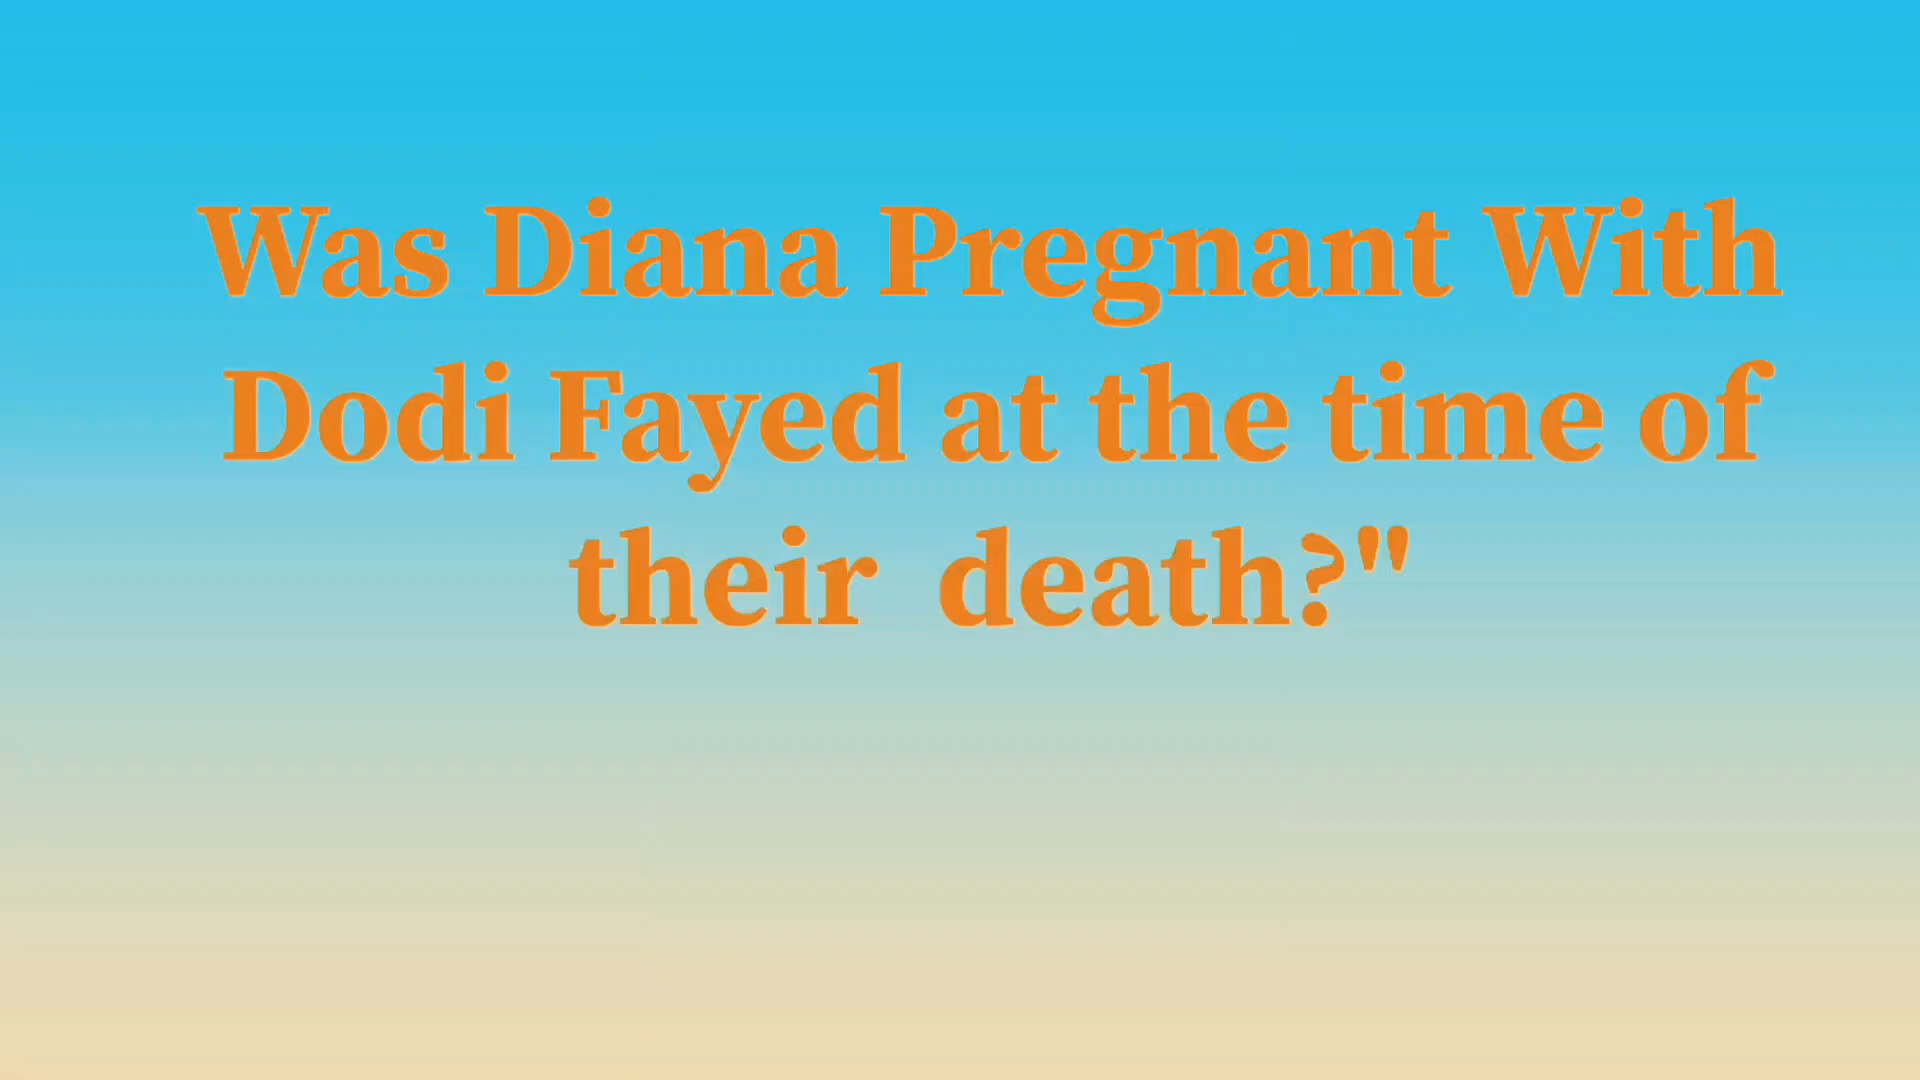 Was Diana Pregnant With
Dodi Fayed at the time of
their  death?"